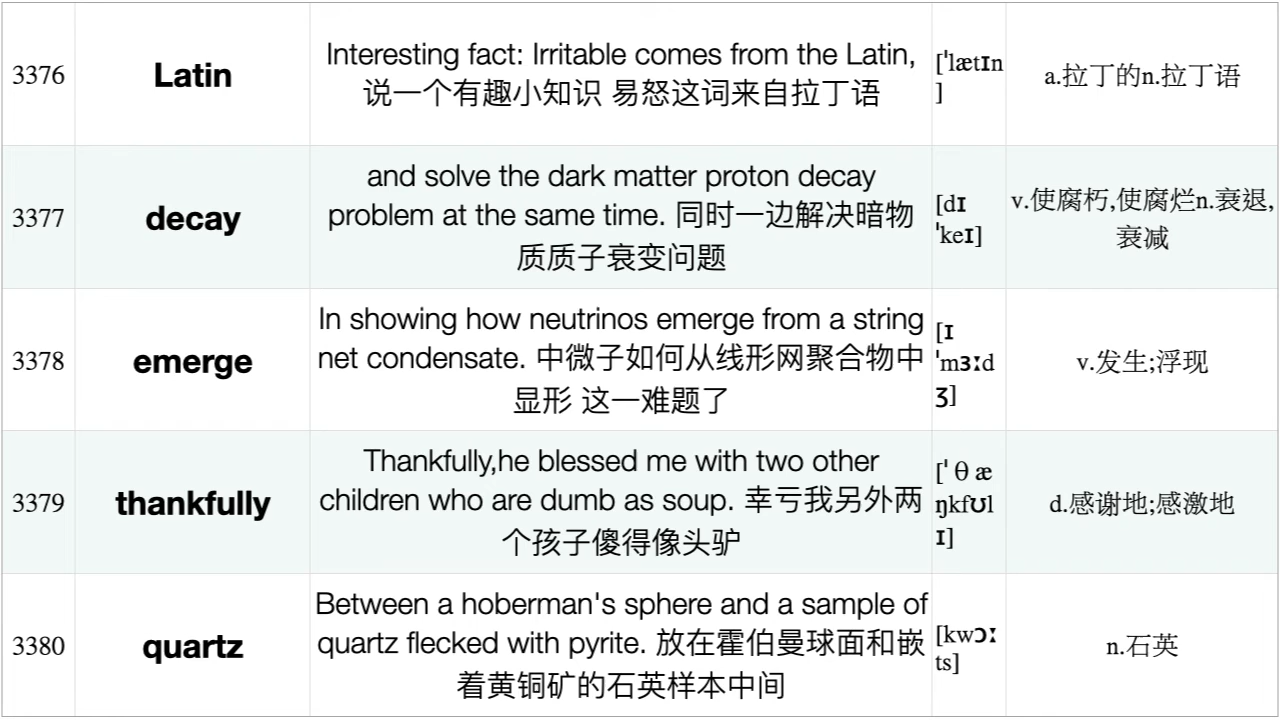 3376
Latin
Interesting fact: Irritable comes from the Latin,
说一个有趣小知识 易怒这词来自拉丁语
[ˈlætɪn
]
a.拉丁的n.拉丁语
3377
decay
and solve the dark matter proton decay
problem at the same time. 同时一边解决暗物
质质子衰变问题
[dɪ
ˈkeɪ]
v.使腐朽,使腐烂n.衰退,
衰减
3378
emerge
In showing how neutrinos emerge from a string
net condensate. 中微子如何从线形网聚合物中
显形 这一难题了
[ɪ
ˈmɜːd
ʒ]
v.发生;浮现
3379
thankfully
Thankfully,he blessed me with two other
children who are dumb as soup. 幸亏我另外两
个孩子傻得像头驴
[ˈ θ æ
ŋkfʊl
ɪ]
d.感谢地;感激地
3380
quartz
Between a hoberman's sphere and a sample of
quartz flecked with pyrite. 放在霍伯曼球面和嵌
着黄铜矿的石英样本中间
[kwɔː
ts]
n.石英